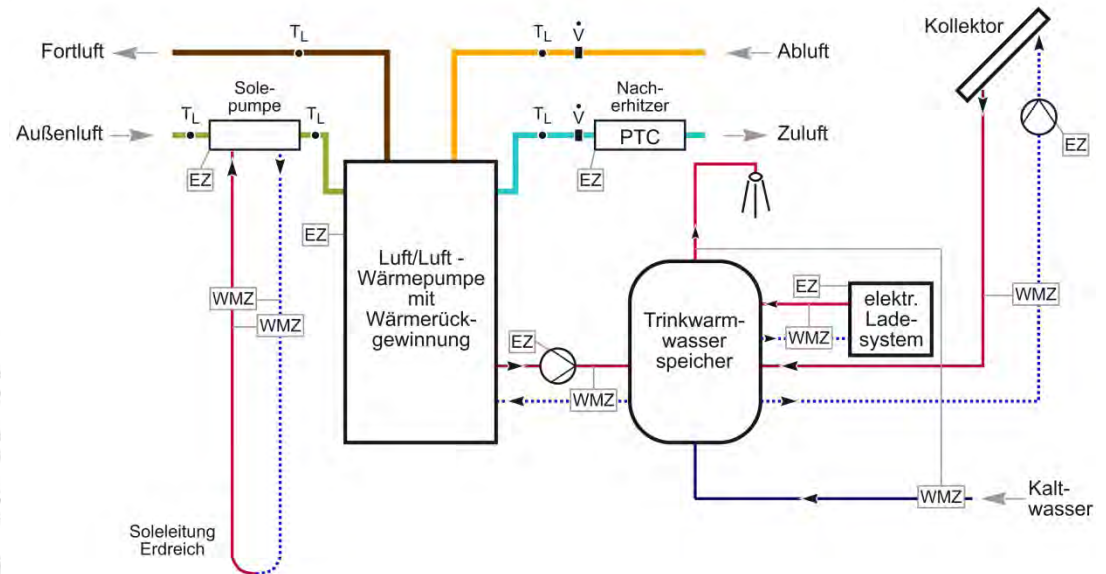 T_L
T_L
V̇
Kollektor
Fortluft
Abluft
Sole-
pumpe
Nach-
erhitzer
T_L
T_L
T_L
V̇
Außenluft
PTC
Zuluft
EZ
EZ
EZ
EZ
Luft/Luft -
Wärmepumpe
mit
Wärmerück-
gewinnung
EZ
elektr.
Lade-
system
WMZ
WMZ
WMZ
Trinkwarm-
wasser
speicher
WMZ
EZ
WMZ
WMZ
Kalt-
wasser
Soleleitung
Erdreich